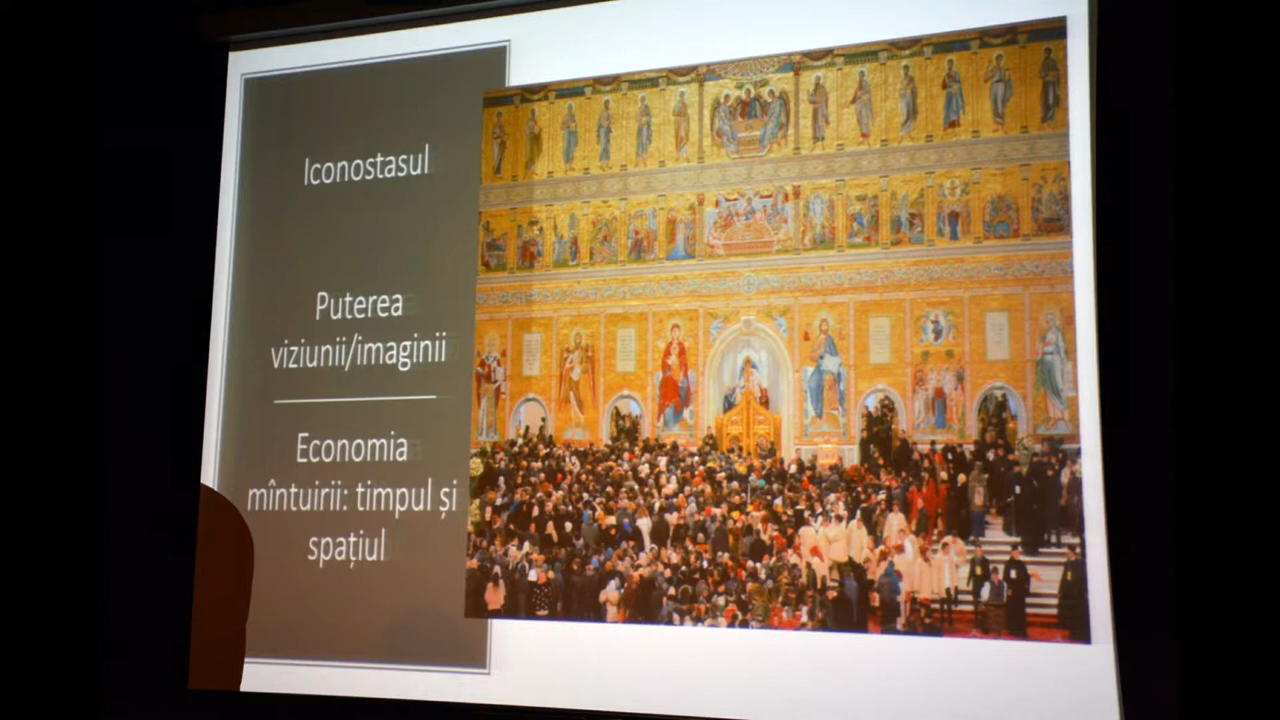 Iconostasul
Puterea
viziunii/imaginii
Economia
mîntuirii: timpul și
spațiul